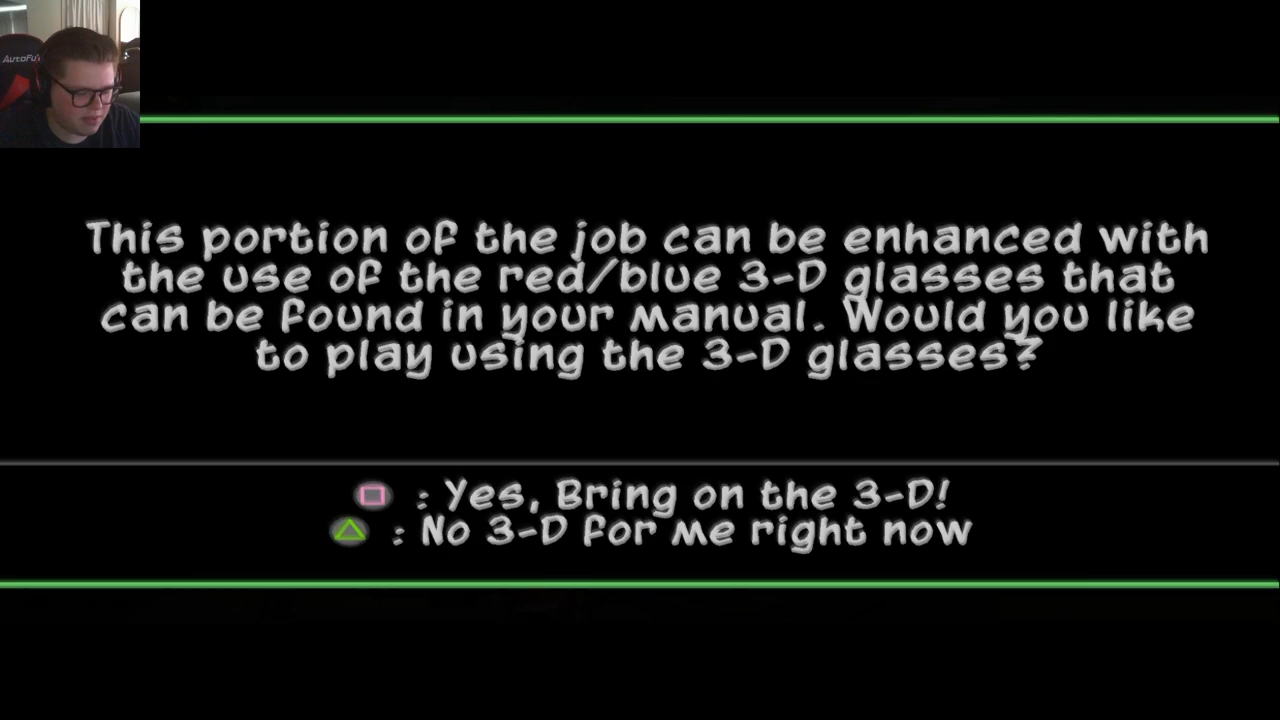 AutoFu
This portion of the job can be enhanced with
the use of the red/blue 3-D glasses that
can be found in your manual. Would you like
to play using the 3-D glasses?
: Yes, Bring on the 3-D!
: No 3-D for me right now